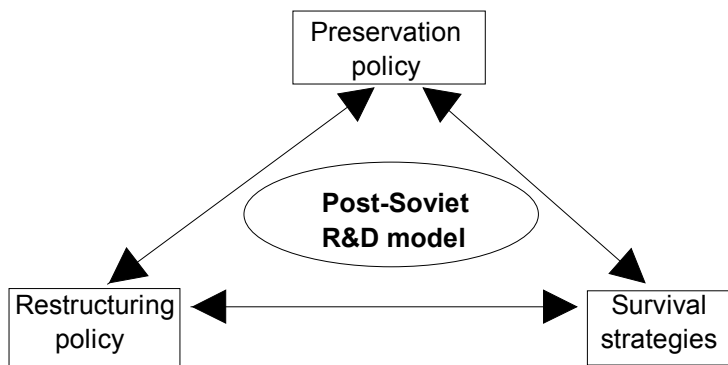 Preservation
policy
Post-Soviet
R&D model
Restructuring
policy
Survival
strategies